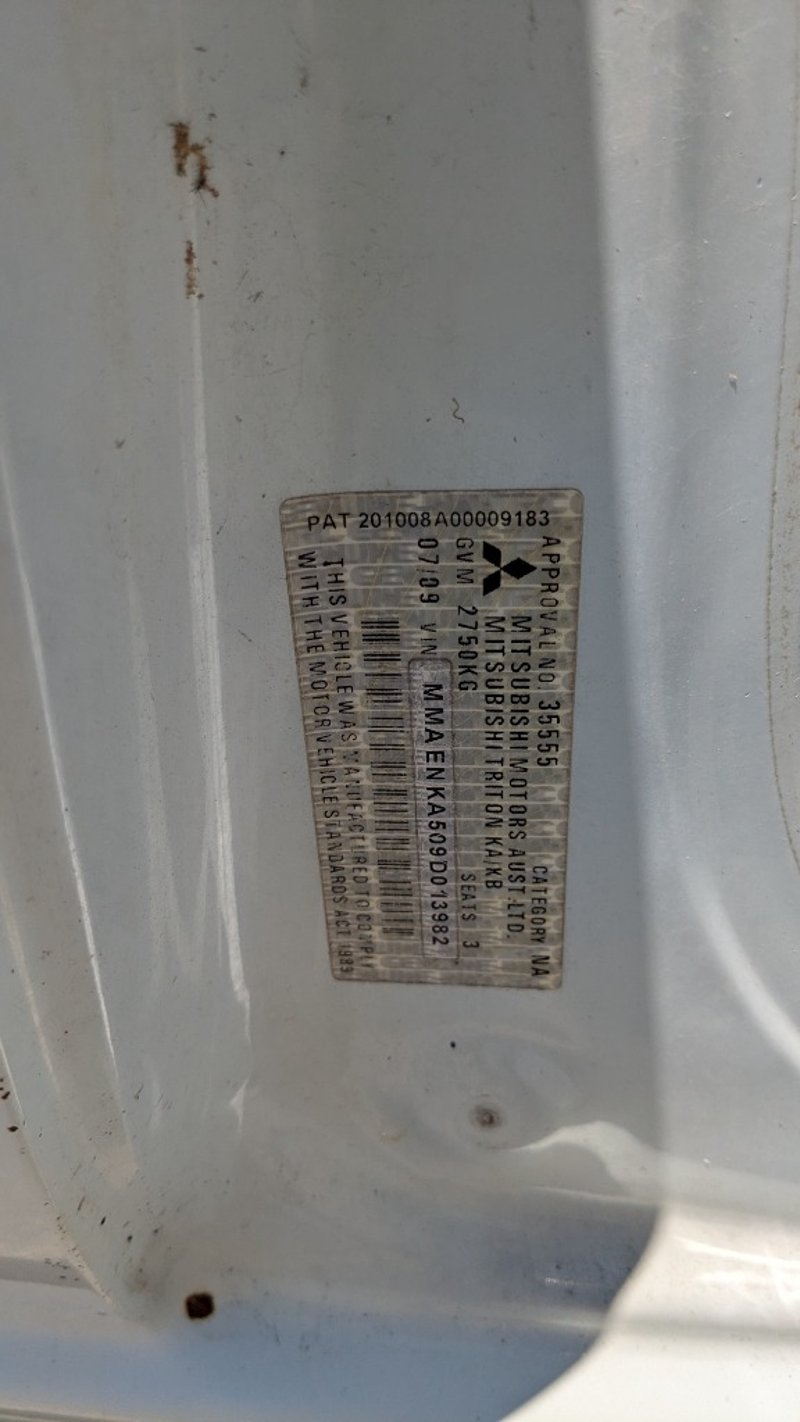 PAT 201008A00009183
APPROVAL NO. 35555 CATEGORY NA
MITSUBISHI MOTORS AUST.LTD.
MITSUBISHI TRITON KA/KB
GVM 2750KG SEATS 3
07/09 VIN MMAENKA509D013982
THIS VEHICLE WAS MANUFACTURED TO COMPLY
WITH THE MOTOR VEHICLE STANDARDS ACT 1989